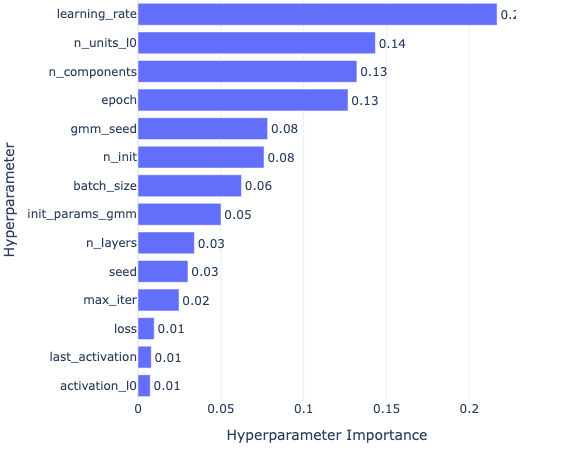 learning_rate
n_units_l0 0.14
n_components 0.13
epoch 0.13
gmm_seed 0.08
n_init 0.08
batch_size 0.06
init_params_gmm 0.05
n_layers 0.03
seed 0.03
max_iter 0.02
loss 0.01
last_activation 0.01
activation_l0 0.01
0 0.05 0.1 0.15 0.2
Hyperparameter Importance
Hyperparameter